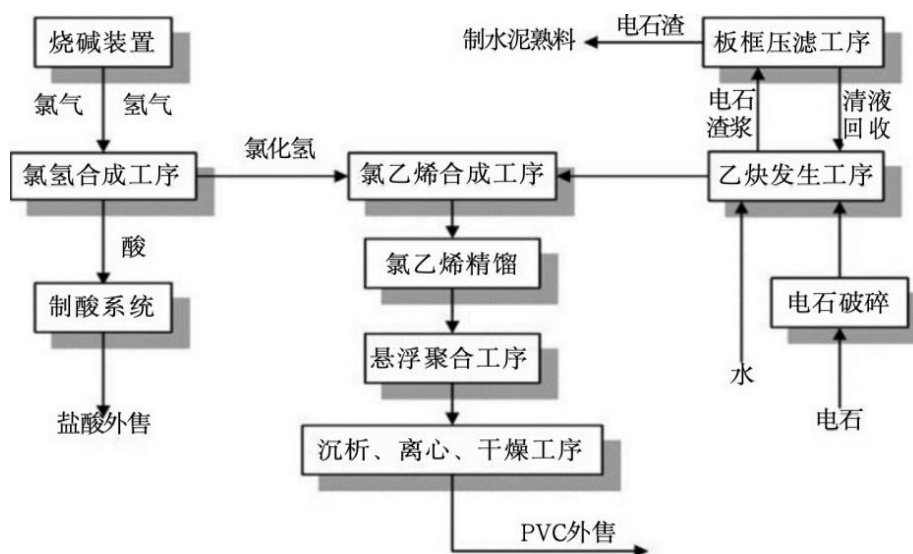 烧碱装置
氯气
氢气
氯氢合成工序
氯化氢
酸
制酸系统
盐酸外售
氯乙烯合成工序
氯乙烯精馏
悬浮聚合工序
沉析、离心、干燥工序
PVC外售
制水泥熟料
电石渣
板框压滤工序
电石
渣浆
清液
回收
乙炔发生工序
电石破碎
水
电石